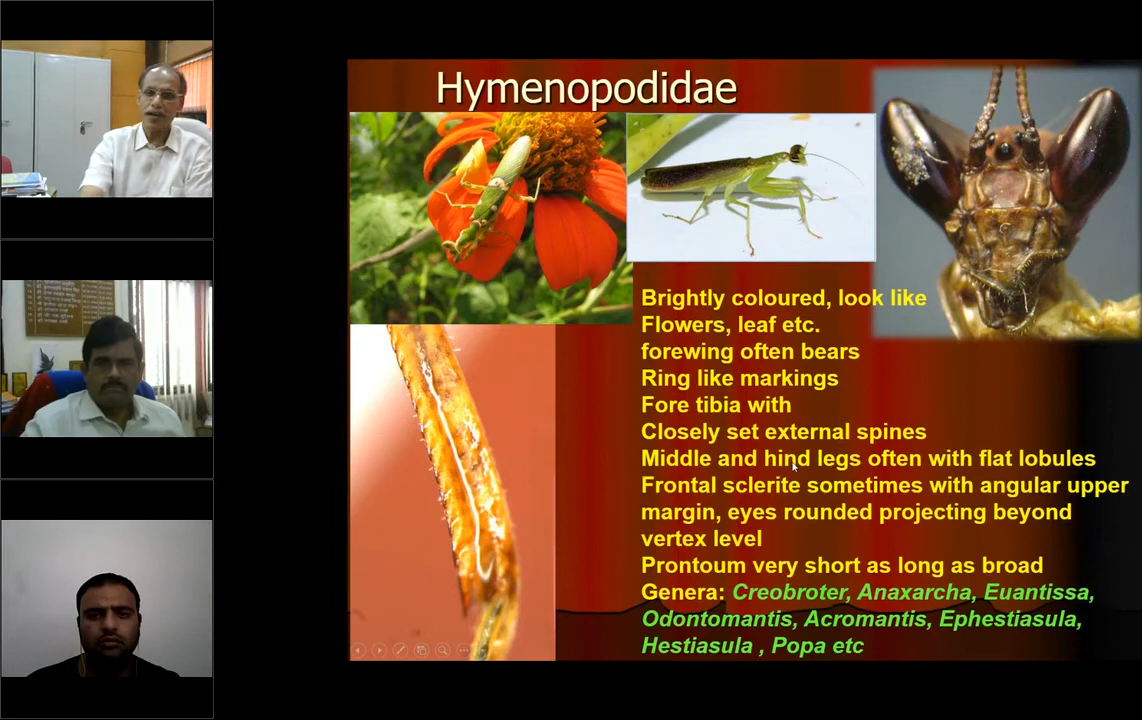 Hymenopodidae
Brightly coloured, look like
Flowers, leaf etc.
forewing often bears
Ring like markings
Fore tibia with
Closely set external spines
Middle and hind legs often with flat lobules
Frontal sclerite sometimes with angular upper
margin, eyes rounded projecting beyond
vertex level
Prontoum very short as long as broad
Genera: Creobroter, Anaxarcha, Euantissa,
Odontomantis, Acromantis, Ephestiasula,
Hestiasula , Popa etc